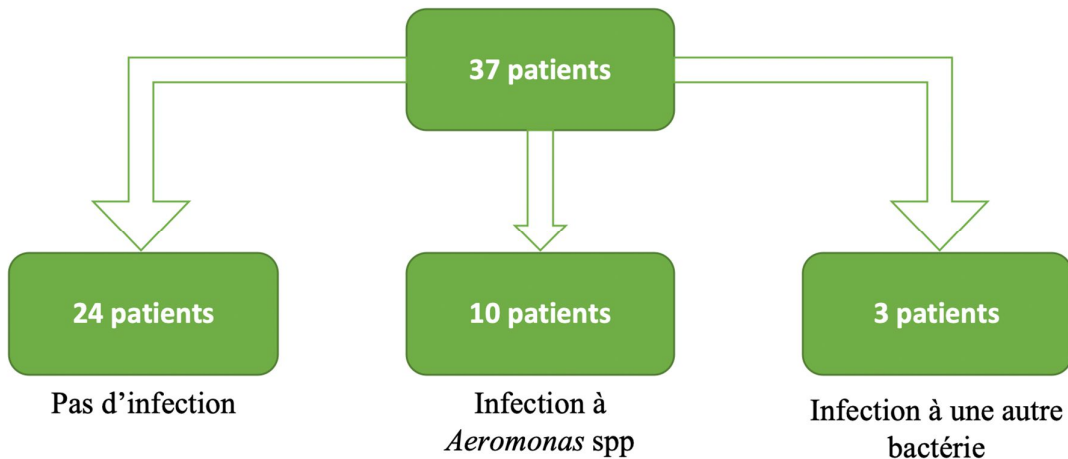 37 patients
24 patients
10 patients
3 patients
Pas d’infection
Infection à
Aeromonas spp
Infection à une autre
bactérie